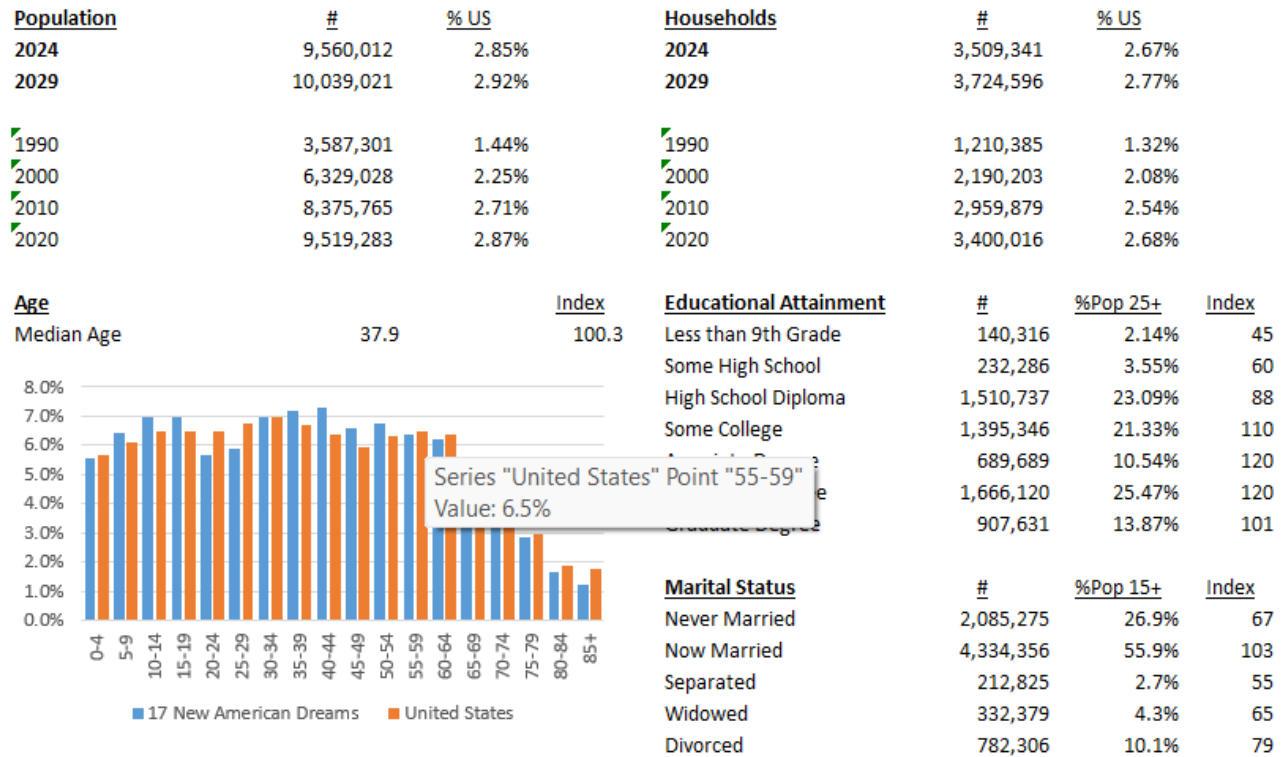 Population # % US
2024 9,560,012 2.85%
2029 10,039,021 2.92%
1990 3,587,301 1.44%
2000 6,329,028 2.25%
2010 8,375,765 2.71%
2020 9,519,283 2.87%
Households # % US
2024 3,509,341 2.67%
2029 3,724,596 2.77%
1990 1,210,385 1.32%
2000 2,190,203 2.08%
2010 2,959,879 2.54%
2020 3,400,016 2.68%
Age Index
Median Age 37.9 100.3
8.0%
7.0%
6.0%
5.0%
4.0%
3.0%
2.0%
1.0%
0.0%
0-4 5-9 10-14 15-19 20-24 25-29 30-34 35-39 40-44 45-49 50-54 55-59 60-64 65-69 70-74 75-79 80-84 85+
17 New American Dreams United States
Series "United States" Point "55-59"
Value: 6.5%
Educational Attainment # %Pop 25+ Index
Less than 9th Grade 140,316 2.14% 45
Some High School 232,286 3.55% 60
High School Diploma 1,510,737 23.09% 88
Some College 1,395,346 21.33% 110
689,689 10.54% 120
1,666,120 25.47% 120
Graduate Degree 907,631 13.87% 101
Marital Status # %Pop 15+ Index
Never Married 2,085,275 26.9% 67
Now Married 4,334,356 55.9% 103
Separated 212,825 2.7% 55
Widowed 332,379 4.3% 65
Divorced 782,306 10.1% 79